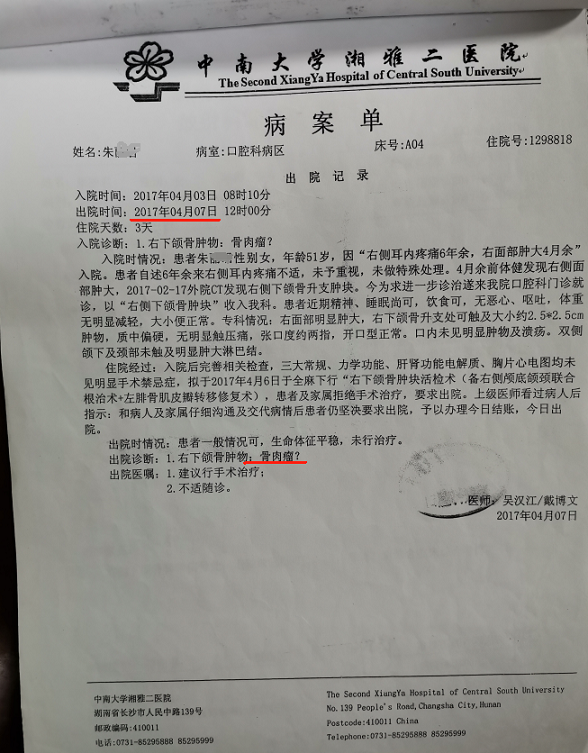 中南大学湘雅二医院
The Second XiangYa Hospital of Central South University
病案单
姓名:朱 病室:口腔科病区 床号:A04 住院号:1298818
出院记录
入院时间: 2017年04月03日 08时10分
出院时间: 2017年04月07日 12时00分
住院天数: 3天
入院诊断: 1.右下颌骨肿物: 骨肉瘤?
入院时情况: 患者朱 性别女, 年龄51岁, 因“右侧耳内疼痛6年余, 右面部肿大4月余”
入院。患者自述6年余来右侧耳内疼痛不适, 未予重视, 未做特殊处理。4月余前体健发现右侧面
部肿大, 2017-02-17外院CT发现右侧下颌骨升支肿块。今为求进一步诊治遂来我院口腔科门诊就
诊, 以“右侧下颌骨肿块”收入我科。患者近期精神、睡眠尚可, 饮食可, 无恶心、呕吐, 体重
无明显减轻, 大小便正常。专科情况: 右面部明显肿大, 右下颌骨升支处可触及大小约2.5*2.5cm
肿物, 质中偏硬, 无明显触压痛, 张口度约两指, 开口型正常。口内未见明显肿物及溃疡。双侧
颌下及颈部未触及明显肿大淋巴结。
住院经过: 入院后完善相关检查, 三大常规、力学功能、肝肾功能电解质、胸片心电图均未
见明显手术禁忌症, 拟于2017年4月6日于全麻下行“右下颌骨肿块活检术(备右侧颅底颌颈联合
根治术+左腓骨肌皮瓣转移修复术), 患者及家属拒绝手术治疗, 要求出院。上级医师看过病人后
指示: 和病人及家属仔细沟通及交代病情后患者仍坚决要求出院, 予以办理今日结账, 今日出
院。
出院时情况: 患者一般情况可, 生命体征平稳, 未行治疗。
出院诊断: 1.右下颌骨肿物: 骨肉瘤?
出院医嘱: 1.建议行手术治疗;
2.不适随诊。
医师: 吴汉江/戴博文
2017年04月07日
中南大学湘雅二医院
湖南省长沙市人民中路139号
邮政编码:410011
电话:0731-85295888 85295999
The Second XiangYa Hospital of Central South University
No.139 People's Road,Changsha City,Hunan
Postcode:410011 China
Telephone:0731-85295888 85295999